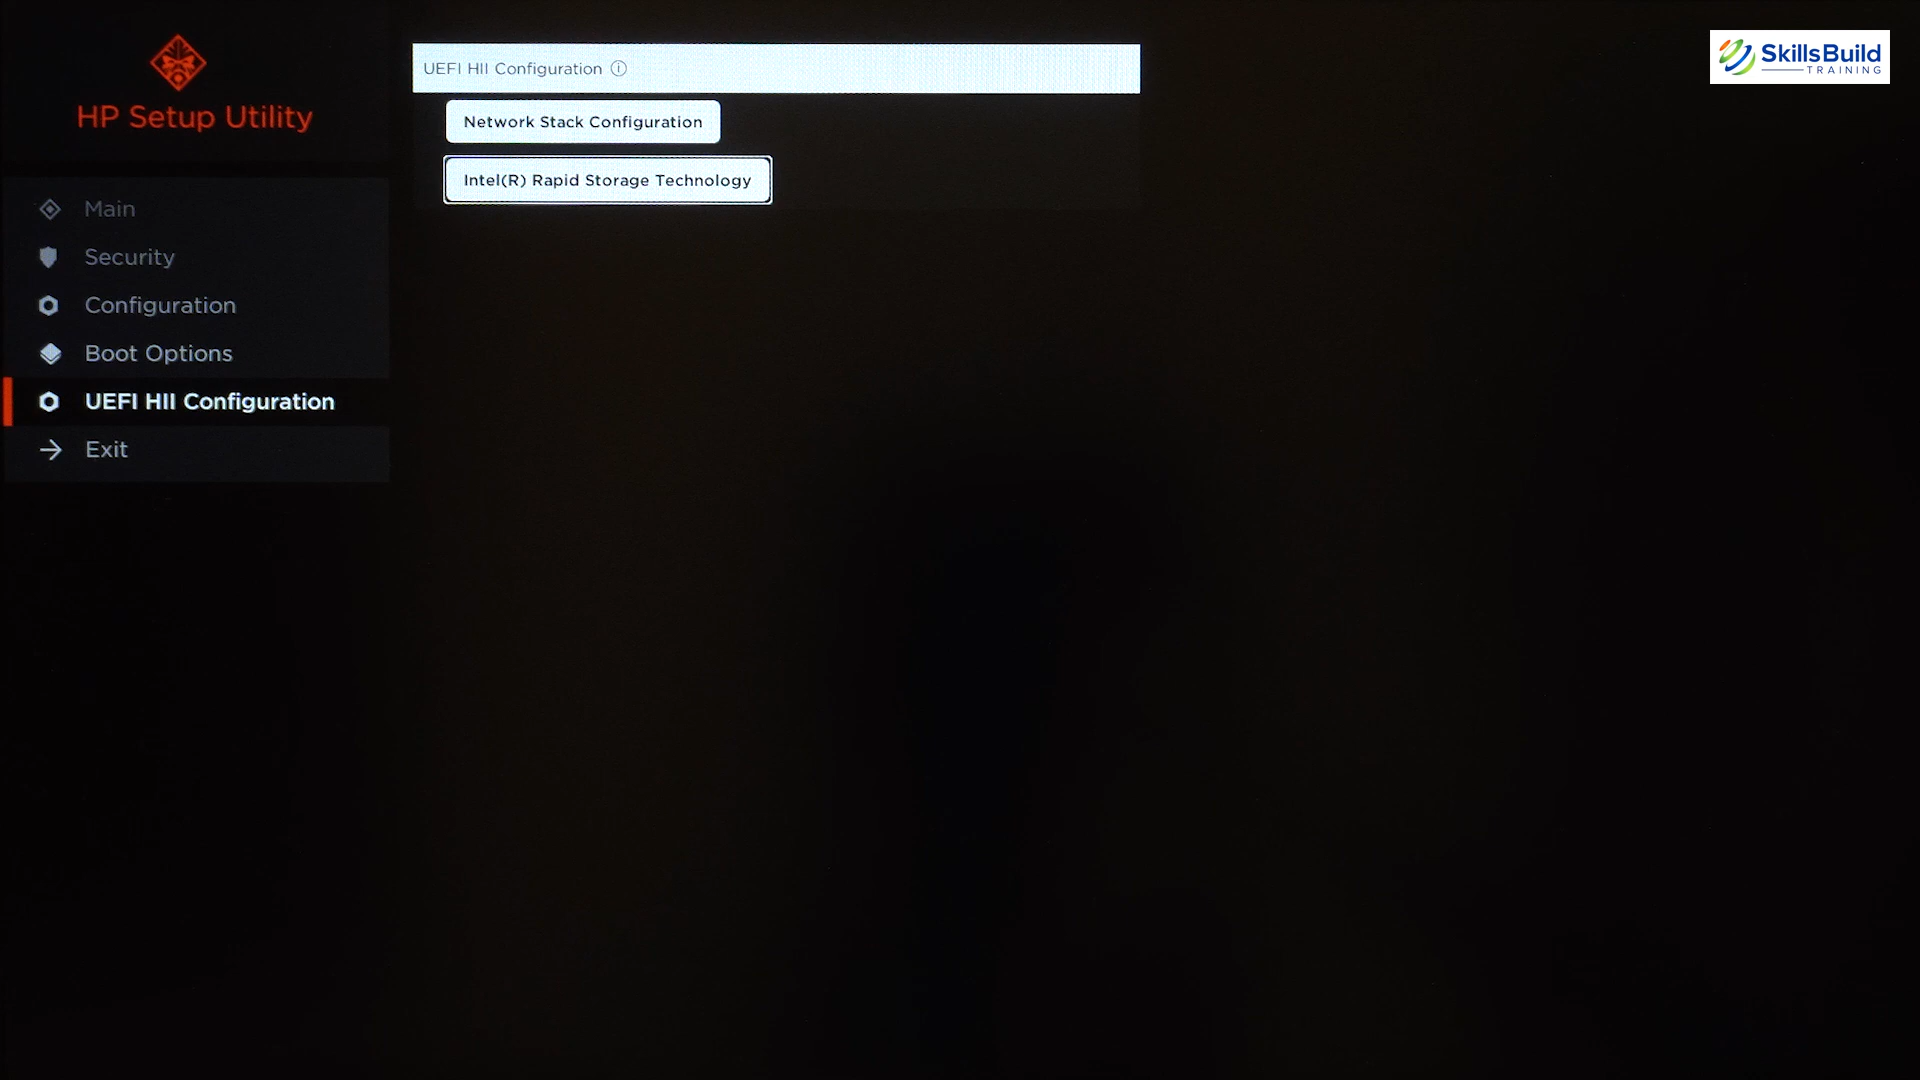 HP Setup Utility
Main
Security
Configuration
Boot Options
UEFI HII Configuration
Exit
UEFI HII Configuration
Network Stack Configuration
Intel(R) Rapid Storage Technology
SkillsBuild
TRAINING